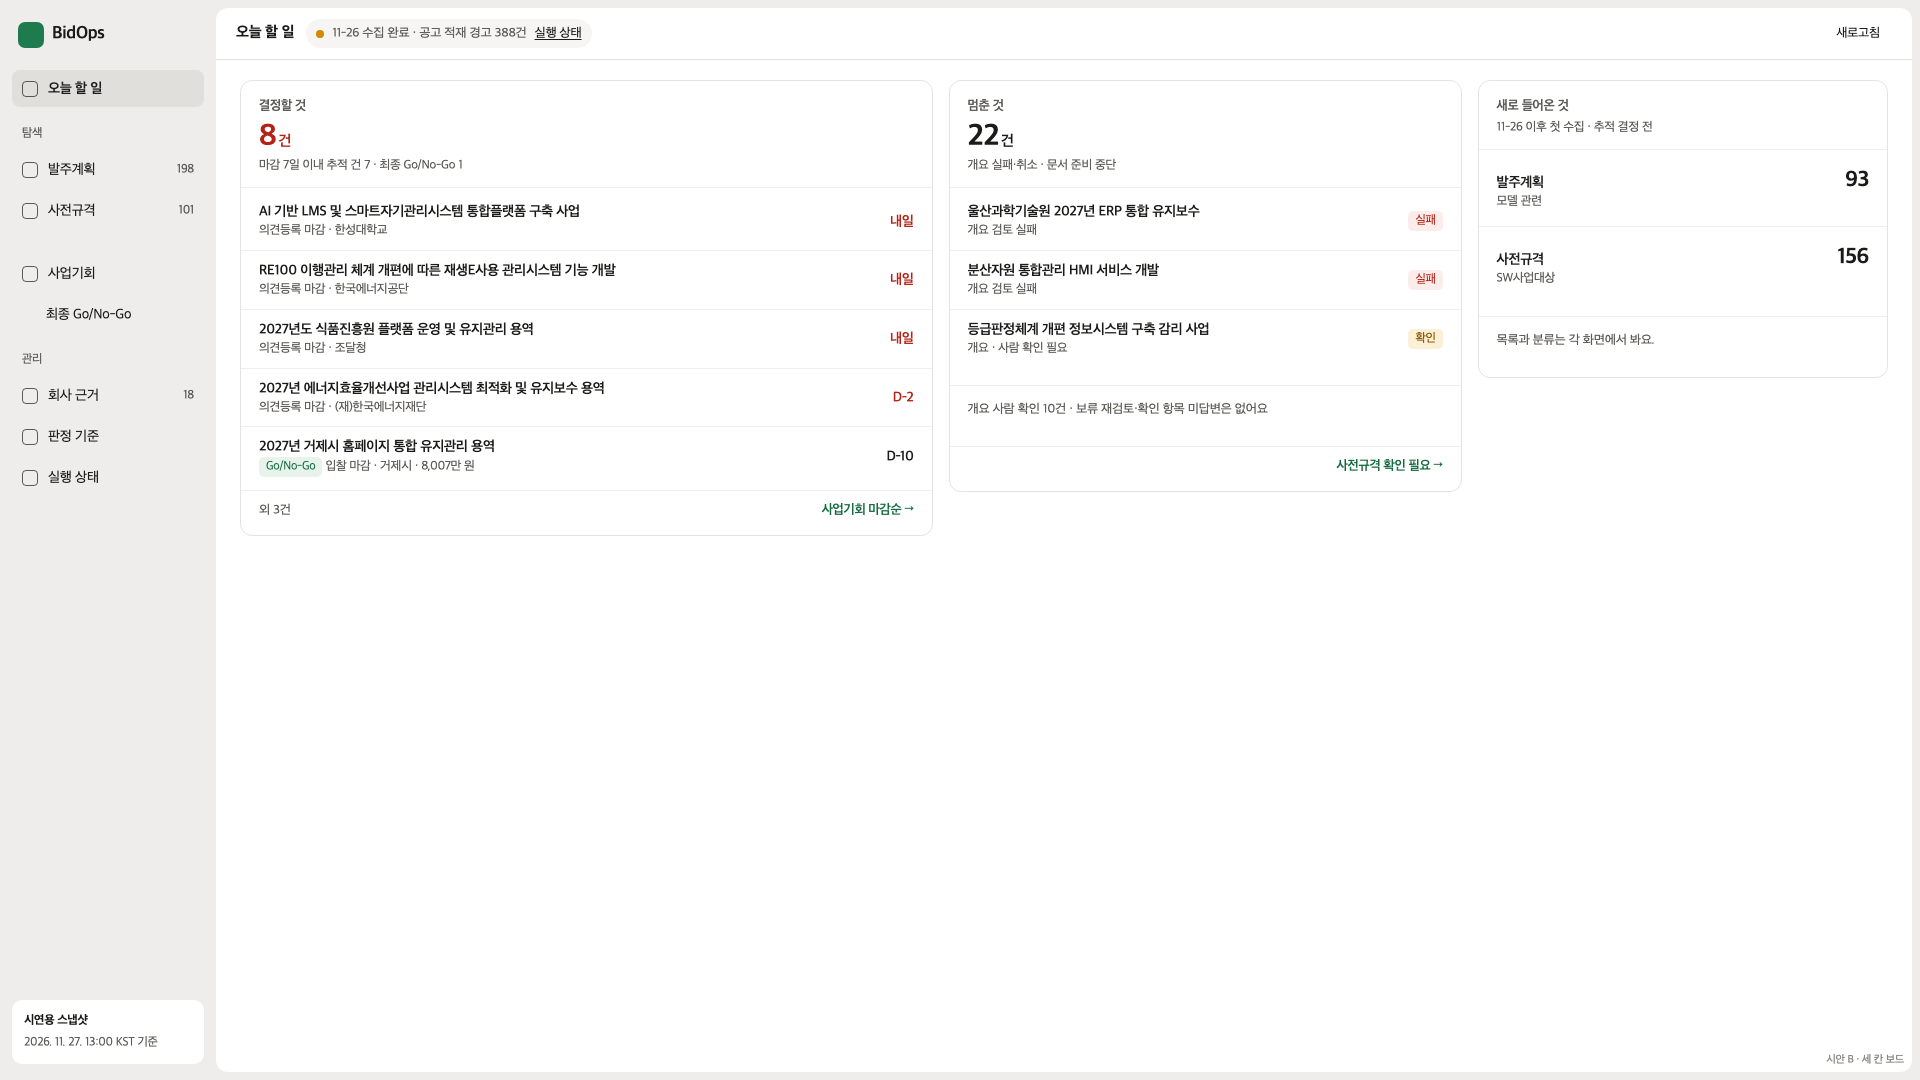 BidOps
오늘 할 일
탐색
발주계획 198
사전규격 101
사업기회
최종 Go/No-Go
관리
회사 근거 18
판정 기준
실행 상태
시연용 스냅샷
2026. 11. 27. 13:00 KST 기준
오늘 할 일 11-26 수집 완료 · 공고 적재 경고 388건 실행 상태 새로고침
결정할 것
8건
마감 7일 이내 추적 건 7 · 최종 Go/No-Go 1
AI 기반 LMS 및 스마트자기관리시스템 통합플랫폼 구축 사업
의견등록 마감 · 한성대학교
내일
RE100 이행관리 체계 개편에 따른 재생E사용 관리시스템 기능 개발
의견등록 마감 · 한국에너지공단
내일
2027년도 식품진흥원 플랫폼 운영 및 유지관리 용역
의견등록 마감 · 조달청
내일
2027년 에너지효율개선사업 관리시스템 최적화 및 유지보수 용역
의견등록 마감 · (재)한국에너지재단
D-2
2027년 거제시 홈페이지 통합 유지관리 용역
Go/No-Go 입찰 마감 · 거제시 · 8,007만 원
D-10
외 3건 사업기회 마감순 →
멈춘 것
22건
개요 실패·취소 · 문서 준비 중단
울산과학기술원 2027년 ERP 통합 유지보수
개요 검토 실패
실패
분산자원 통합관리 HMI 서비스 개발
개요 검토 실패
실패
등급판정체계 개편 정보시스템 구축 감리 사업
개요 · 사람 확인 필요
확인
개요 사람 확인 10건 · 보류 재검토·확인 항목 미답변은 없어요
사전규격 확인 필요 →
새로 들어온 것
11-26 이후 첫 수집 · 추적 결정 전
발주계획
모델 관련
93
사전규격
SW사업대상
156
목록과 분류는 각 화면에서 봐요.
시안 B · 세 칸 보드